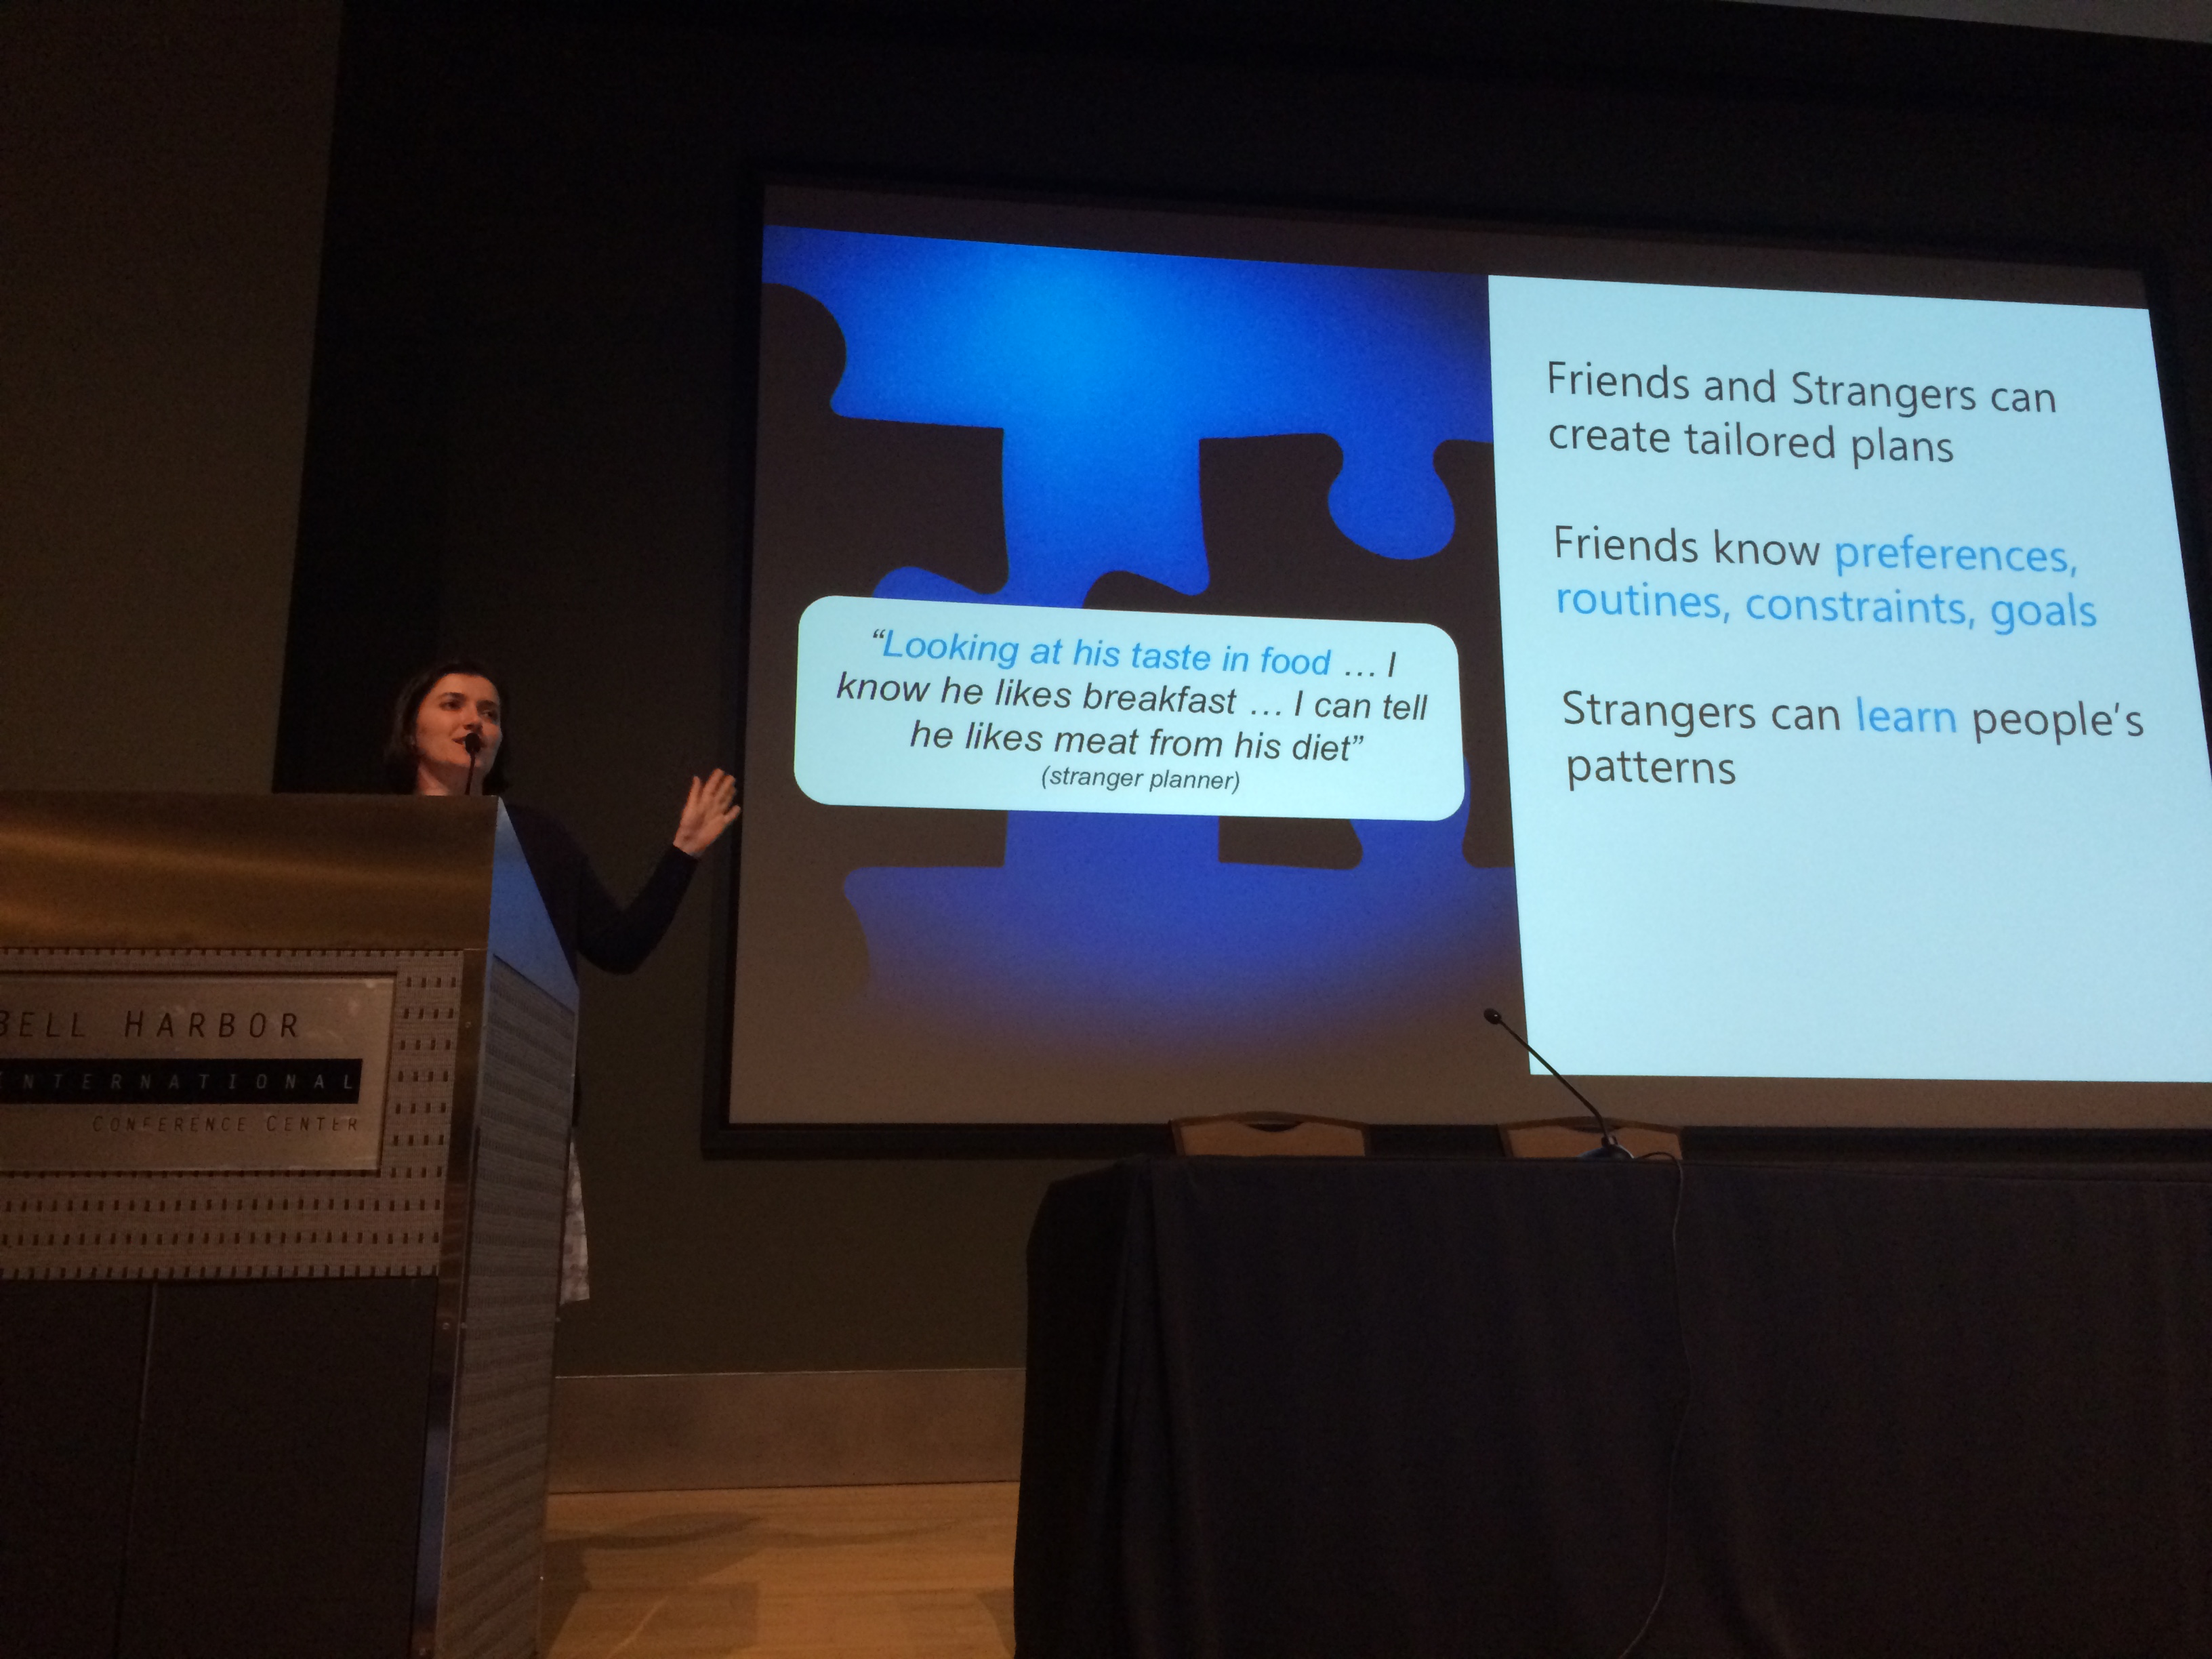 Friends and Strangers can
create tailored plans
Friends know preferences,
routines, constraints, goals
Strangers can learn people's
patterns
“Looking at his taste in food ... I
know he likes breakfast ... I can tell
he likes meat from his diet”
(stranger planner)
BELL HARBOR
INTERNATIONAL
CONFERENCE CENTER